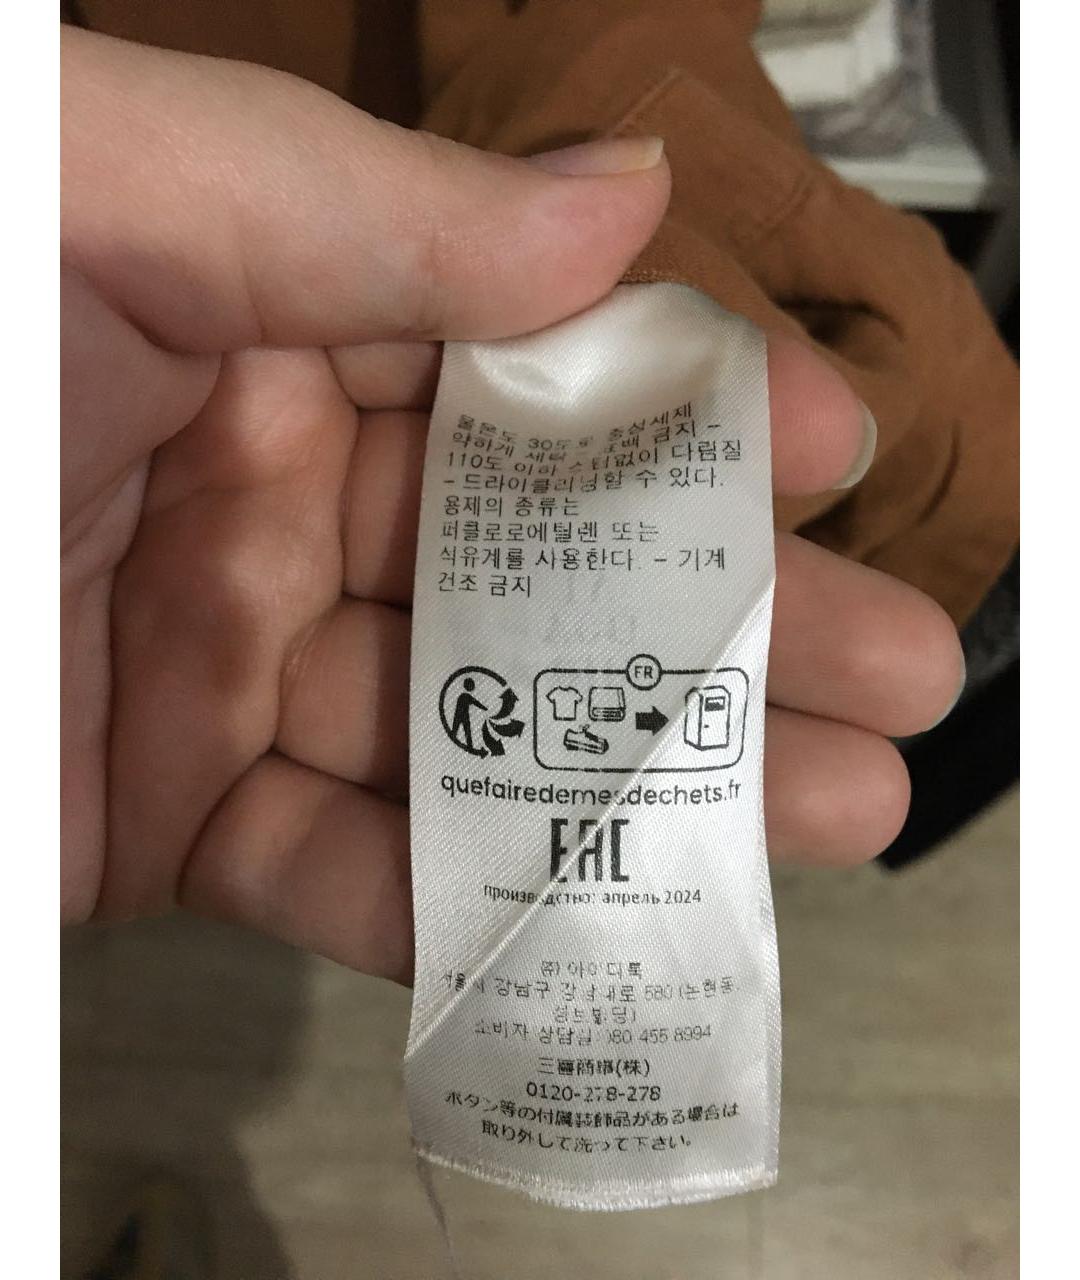 물온도 30도로 중성세제
약하게 세탁 - 표백 금지 -
110도 이하 스팀없이 다림질
- 드라이클리닝할 수 있다.
용제의 종류는
퍼클로로에틸렌 또는
석유계를 사용한다. - 기계
건조 금지
FR
quefairedemesdechets.fr
EAC
производство: апрель 2024
(주) 아이디룩
서울시 강남구 강남대로 580 (논현동,
빌딩)
소비자 상담실 080 455 8994
(株)
0120-278-278
ボタン等の付属装飾品がある場合は
取り外して洗って下さい。